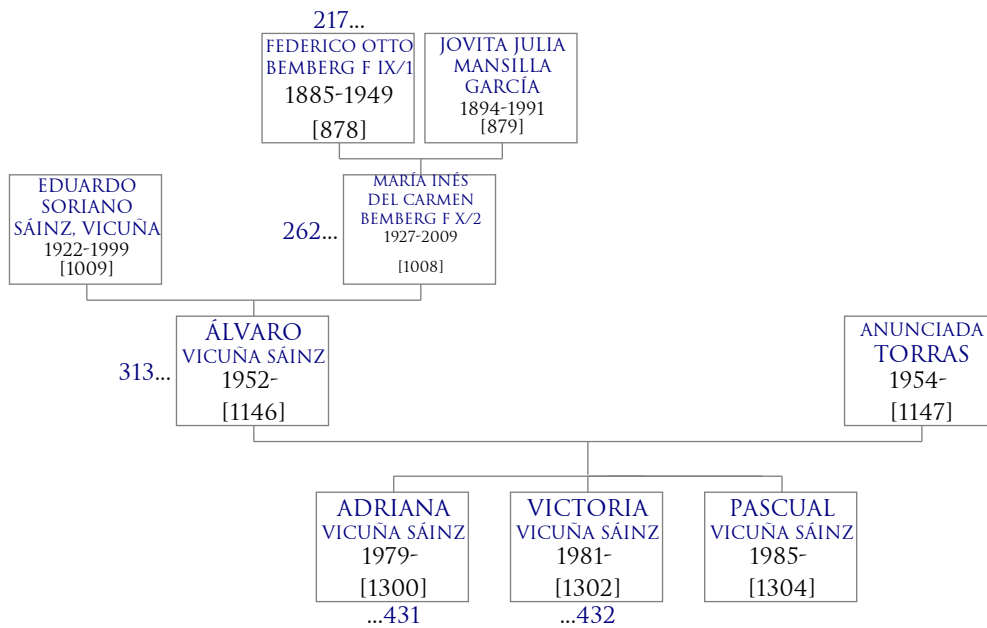 217...
FEDERICO OTTO
BEMBERG F IX/1
1885-1949
[878]
JOVITA JULIA
MANSILLA
GARCÍA
1894-1991
[879]
EDUARDO
SORIANO
SÁINZ, VICUÑA
1922-1999
[1009]
262...
MARÍA INÉS
DEL CARMEN
BEMBERG F X/2
1927-2009
[1008]
313...
ÁLVARO
VICUÑA SÁINZ
1952-
[1146]
ANUNCIADA
TORRAS
1954-
[1147]
ADRIANA
VICUÑA SÁINZ
1979-
[1300]
...431
VICTORIA
VICUÑA SÁINZ
1981-
[1302]
...432
PASCUAL
VICUÑA SÁINZ
1985-
[1304]